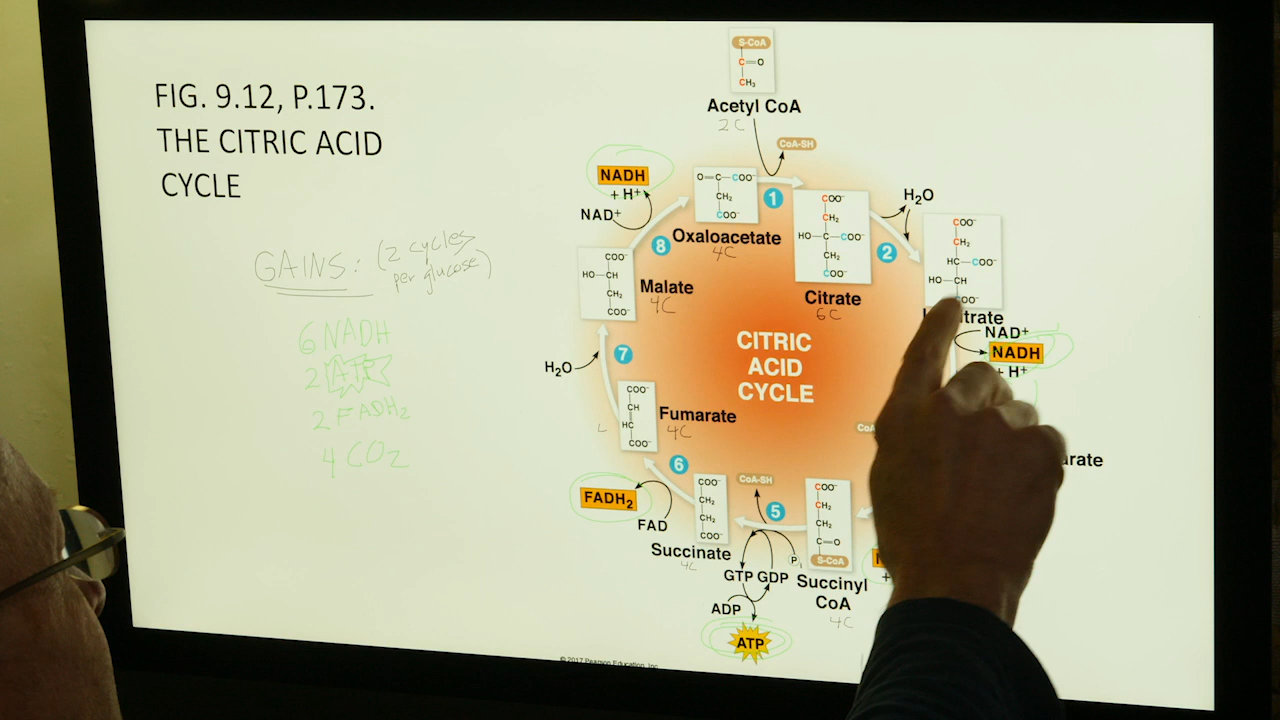 FIG. 9.12, P.173.
THE CITRIC ACID
CYCLE
GAINS: (2 cycles
per glucose)
6 NADH
2 ATP
2 FADH2
4 CO2
S-CoA
C=O
CH3
Acetyl CoA
2C
CoA-SH
NADH
+ H+
NAD+
8
O=C—COO⁻
CH2
COO⁻
Oxaloacetate
4C
1
COO⁻
CH2
HO—C—COO⁻
CH2
COO⁻
Citrate
6C
H2O
2
COO⁻
CH2
HC—COO⁻
HO—CH
COO⁻
trate
NAD+
NADH
+ H+
COO⁻
HO—CH
CH2
COO⁻
Malate
4C
CITRIC
ACID
CYCLE
H2O
7
COO⁻
CH
HC
COO⁻
Fumarate
4C
CoA
arate
6
FADH2
FAD
COO⁻
CH2
CH2
COO⁻
Succinate
4C
CoA-SH
5
Pi
GTP GDP
ADP
ATP
COO⁻
CH2
CH2
C=O
S-CoA
Succinyl
CoA
4C
N
+
© 2017 Pearson Education, Inc.